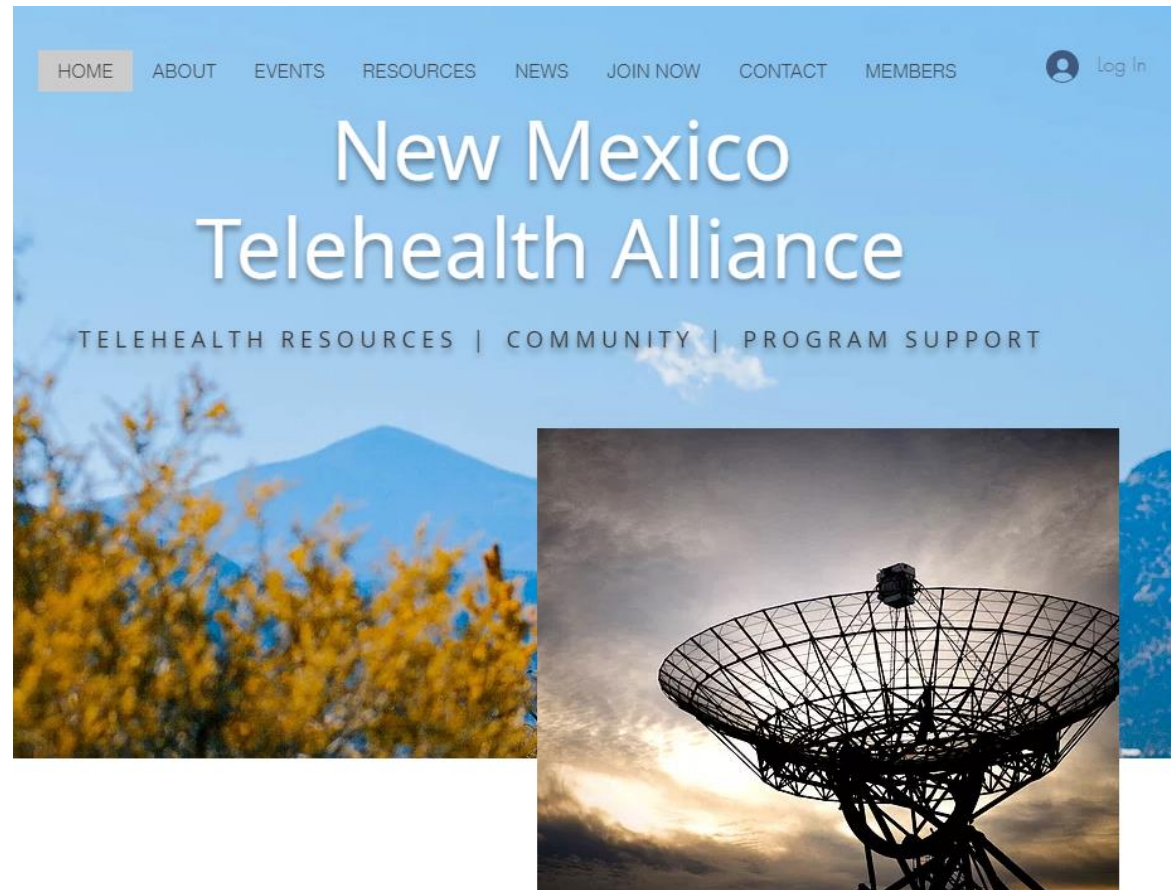 HOME ABOUT EVENTS RESOURCES NEWS JOIN NOW CONTACT MEMBERS Log In
New Mexico
Telehealth Alliance
TELEHEALTH RESOURCES | COMMUNITY | PROGRAM SUPPORT